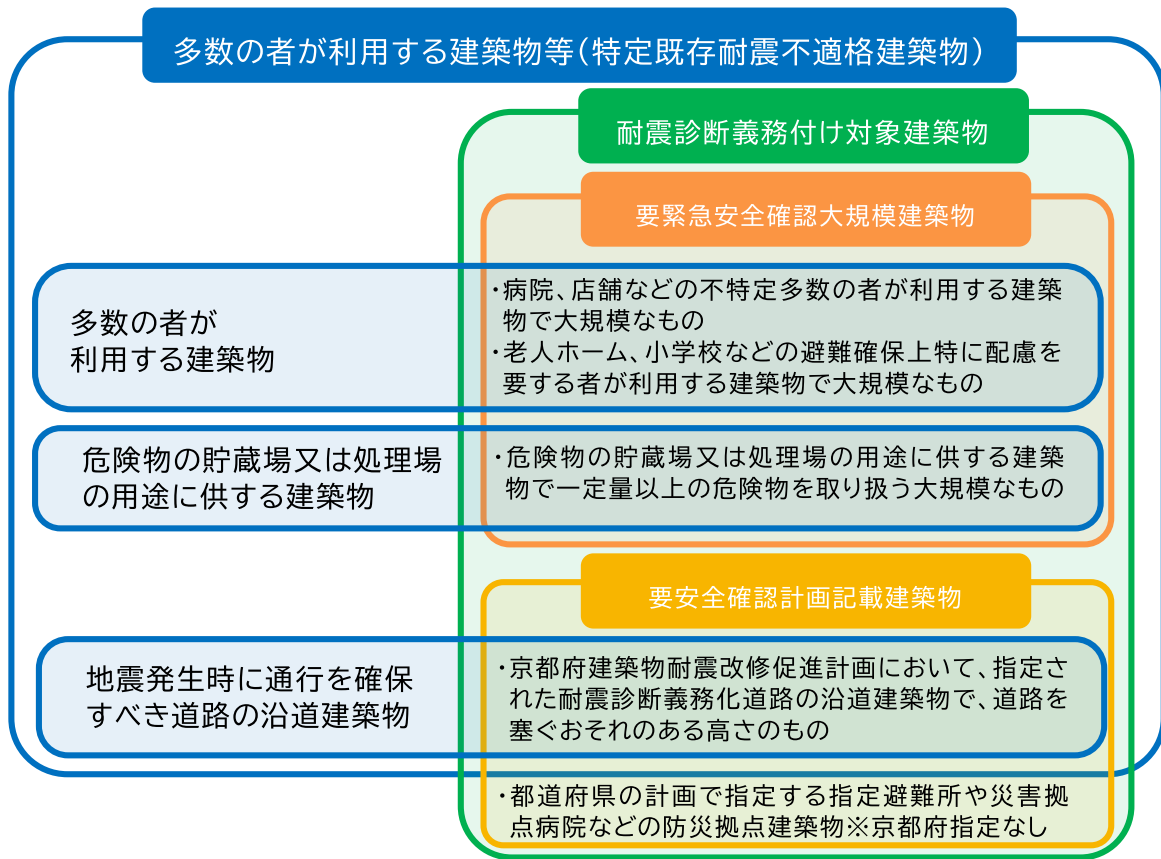 多数の者が利用する建築物等（特定既存耐震不適格建築物）
耐震診断義務付け対象建築物
要緊急安全確認大規模建築物
多数の者が
利用する建築物
・病院、店舗などの不特定多数の者が利用する建築
物で大規模なもの
・老人ホーム、小学校などの避難確保上特に配慮を
要する者が利用する建築物で大規模なもの
危険物の貯蔵場又は処理場
の用途に供する建築物
・危険物の貯蔵場又は処理場の用途に供する建築
物で一定量以上の危険物を取り扱う大規模なもの
要安全確認計画記載建築物
地震発生時に通行を確保
すべき道路の沿道建築物
・京都府建築物耐震改修促進計画において、指定さ
れた耐震診断義務化道路の沿道建築物で、道路を
塞ぐおそれのある高さのもの
・都道府県の計画で指定する指定避難所や災害拠
点病院などの防災拠点建築物※京都府指定なし